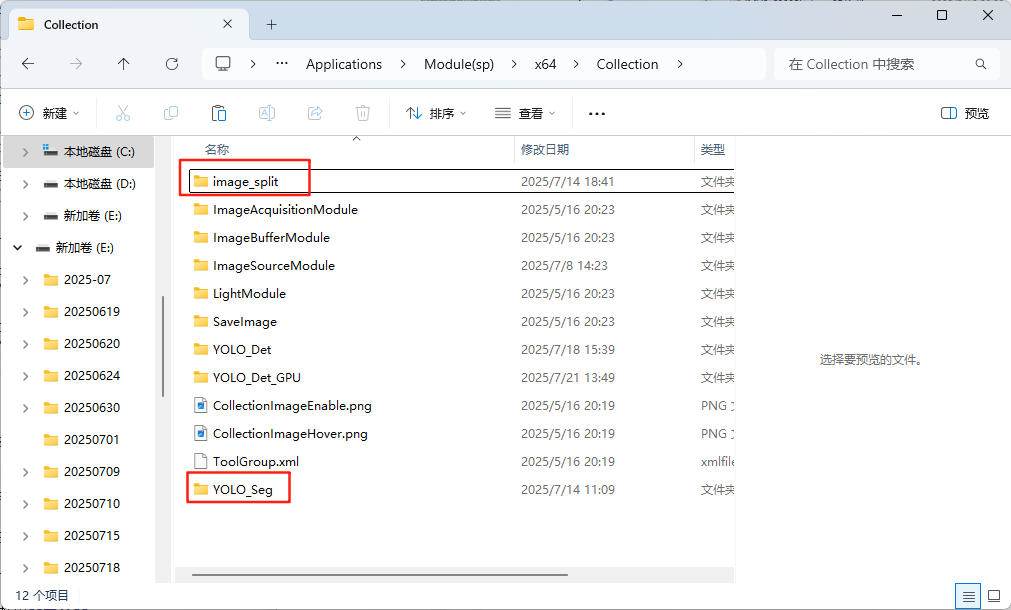 Collection
Applications Module(sp) x64 Collection 在 Collection 中搜索
新建 排序 查看 预览
名称 修改日期 类型
本地磁盘 (C:)
本地磁盘 (D:)
新加卷 (E:)
新加卷 (E:)
2025-07
20250619
20250620
20250624
20250630
20250701
20250709
20250710
20250715
20250718
image_split 2025/7/14 18:41 文件夹
ImageAcquisitionModule 2025/5/16 20:23 文件夹
ImageBufferModule 2025/5/16 20:23 文件夹
ImageSourceModule 2025/7/8 14:23 文件夹
LightModule 2025/5/16 20:23 文件夹
SaveImage 2025/5/16 20:23 文件夹
YOLO_Det 2025/7/18 15:39 文件夹
YOLO_Det_GPU 2025/7/21 13:49 文件夹
CollectionImageEnable.png 2025/5/16 20:19 PNG
CollectionImageHover.png 2025/5/16 20:19 PNG
ToolGroup.xml 2025/5/16 20:19 xmlfile
YOLO_Seg 2025/7/14 11:09 文件夹
选择要预览的文件。
12 个项目